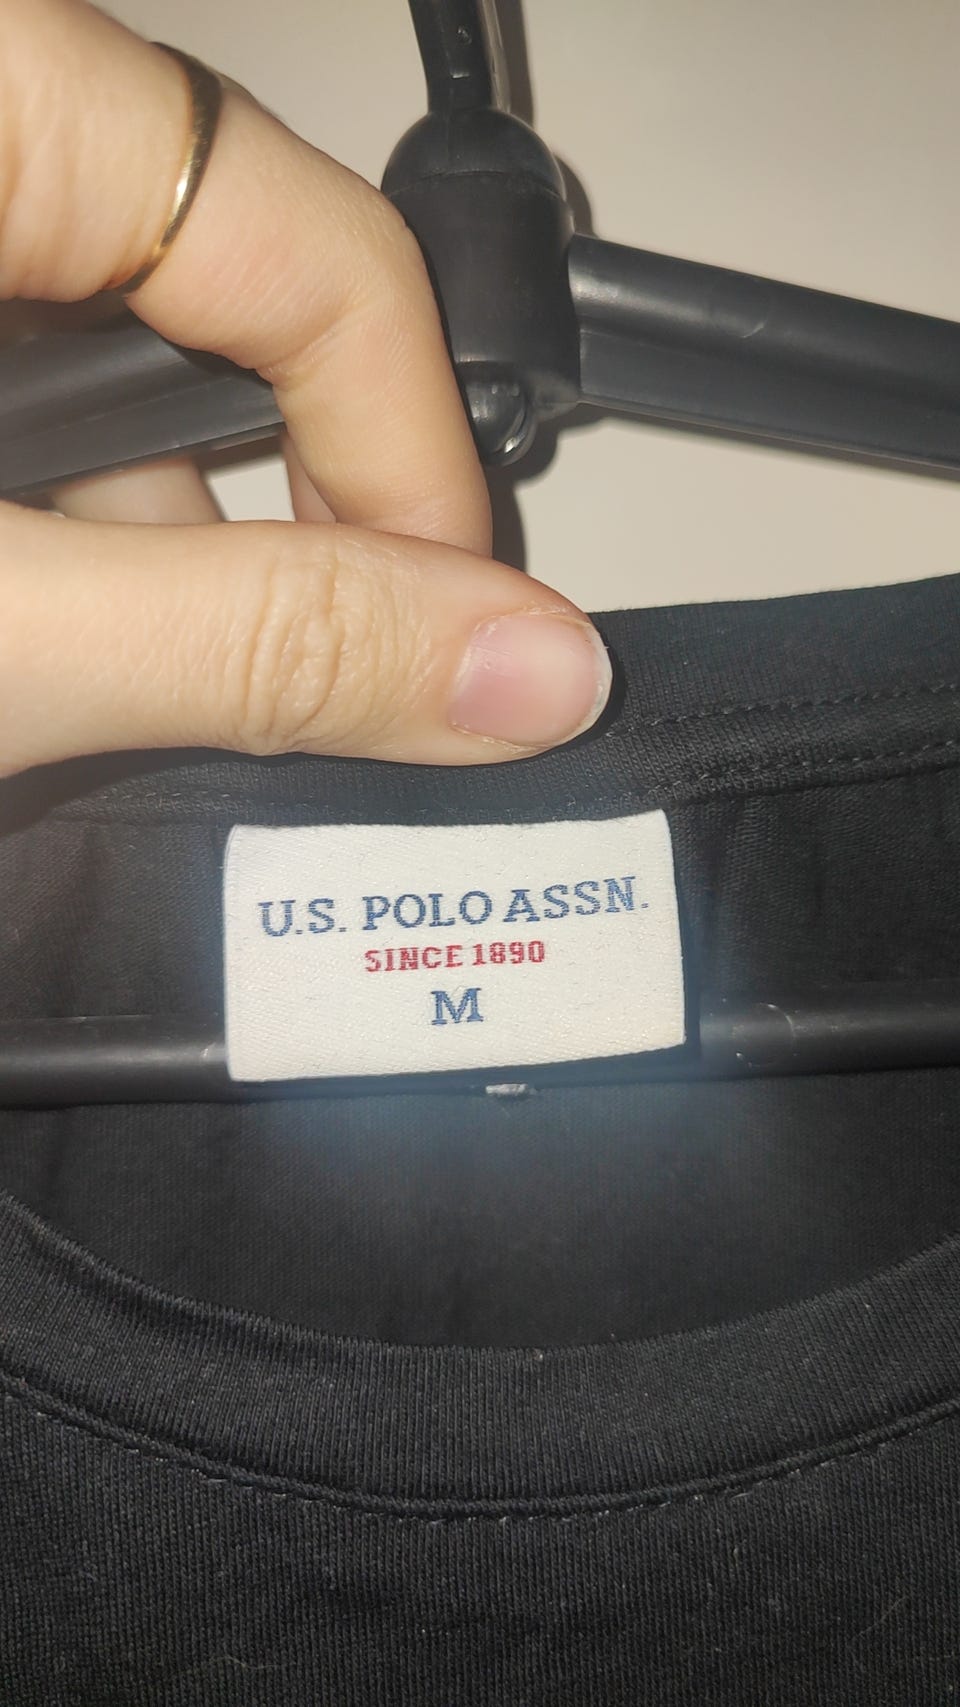 U.S. POLO ASSN.
SINCE 1890
M